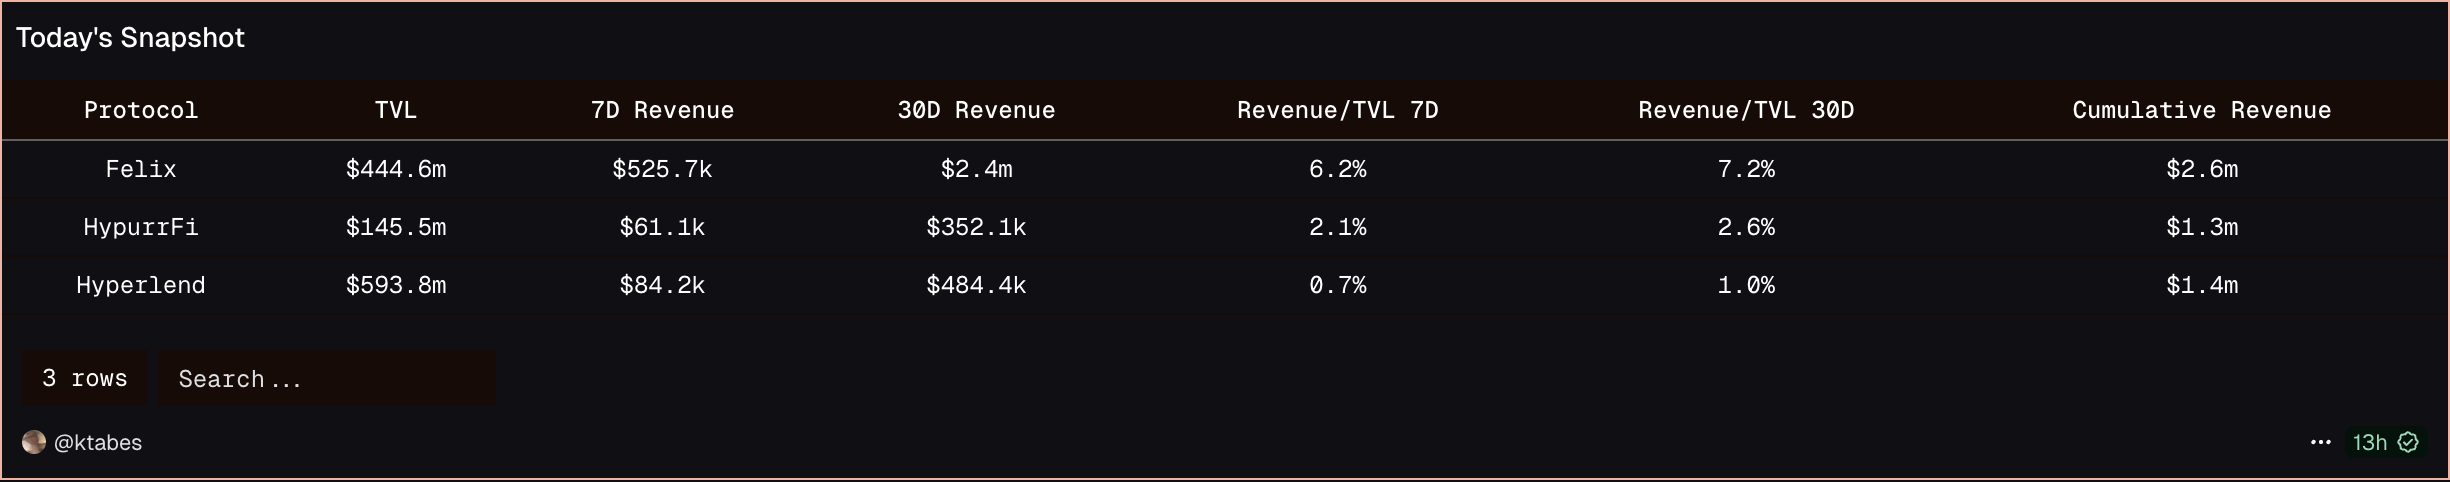 Today's Snapshot
Protocol TVL 7D Revenue 30D Revenue Revenue/TVL 7D Revenue/TVL 30D Cumulative Revenue
Felix $444.6m $525.7k $2.4m 6.2% 7.2% $2.6m
HypurrFi $145.5m $61.1k $352.1k 2.1% 2.6% $1.3m
Hyperlend $593.8m $84.2k $484.4k 0.7% 1.0% $1.4m
3 rows Search...
@ktabes ··· 13h